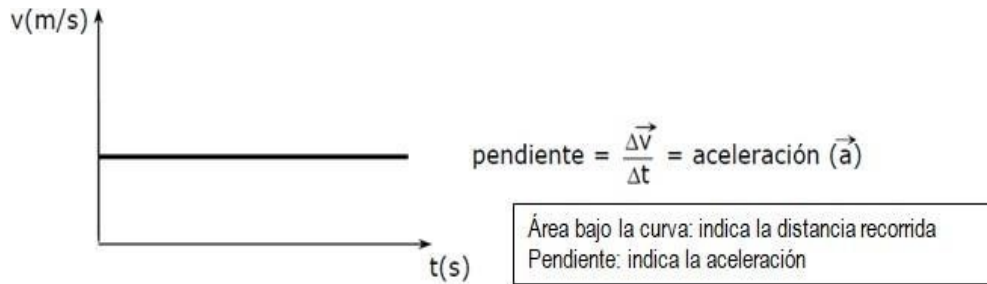 v(m/s)
pendiente = Δv⃗/Δt = aceleración (a⃗)
Área bajo la curva: indica la distancia recorrida
Pendiente: indica la aceleración
t(s)